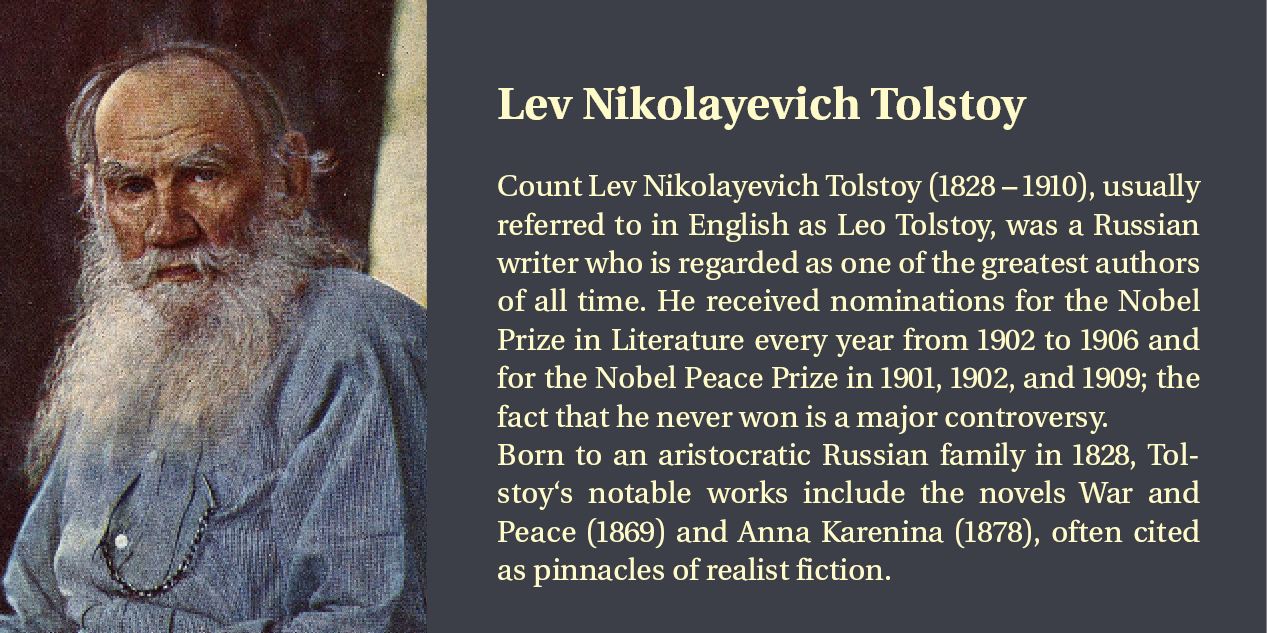 Lev Nikolayevich Tolstoy
Count Lev Nikolayevich Tolstoy (1828 – 1910), usually
referred to in English as Leo Tolstoy, was a Russian
writer who is regarded as one of the greatest authors
of all time. He received nominations for the Nobel
Prize in Literature every year from 1902 to 1906 and
for the Nobel Peace Prize in 1901, 1902, and 1909; the
fact that he never won is a major controversy.
Born to an aristocratic Russian family in 1828, Tol-
stoy‘s notable works include the novels War and
Peace (1869) and Anna Karenina (1878), often cited
as pinnacles of realist fiction.